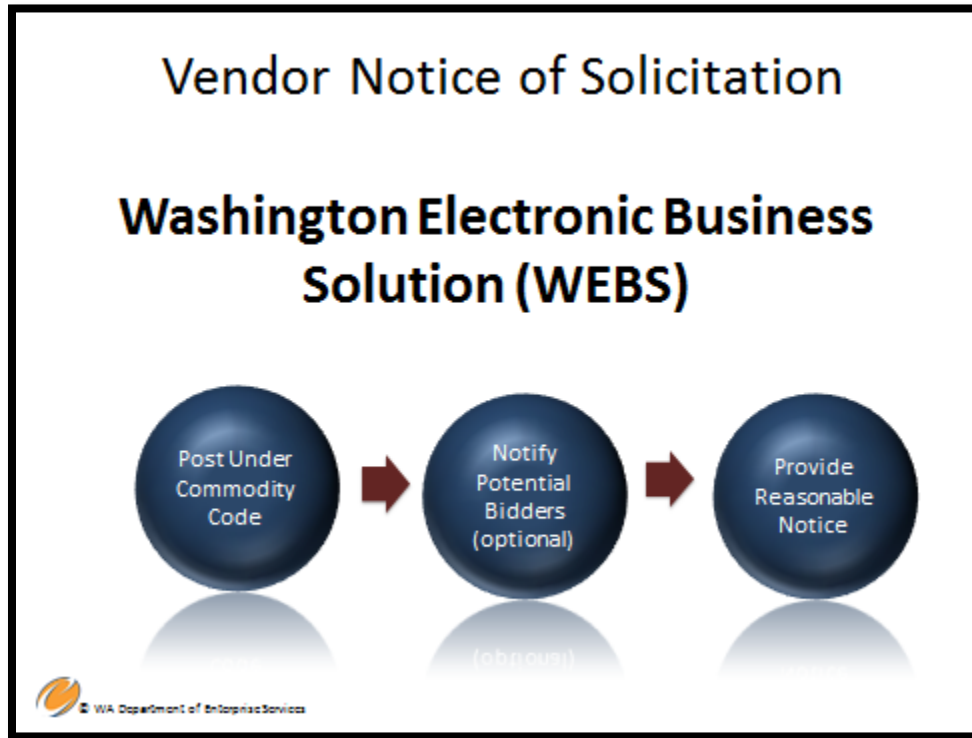 Vendor Notice of Solicitation
Washington Electronic Business
Solution (WEBS)
Post Under
Commodity
Code
Notify
Potential
Bidders
(optional)
Provide
Reasonable
Notice
© WA Department of Enterprise Services